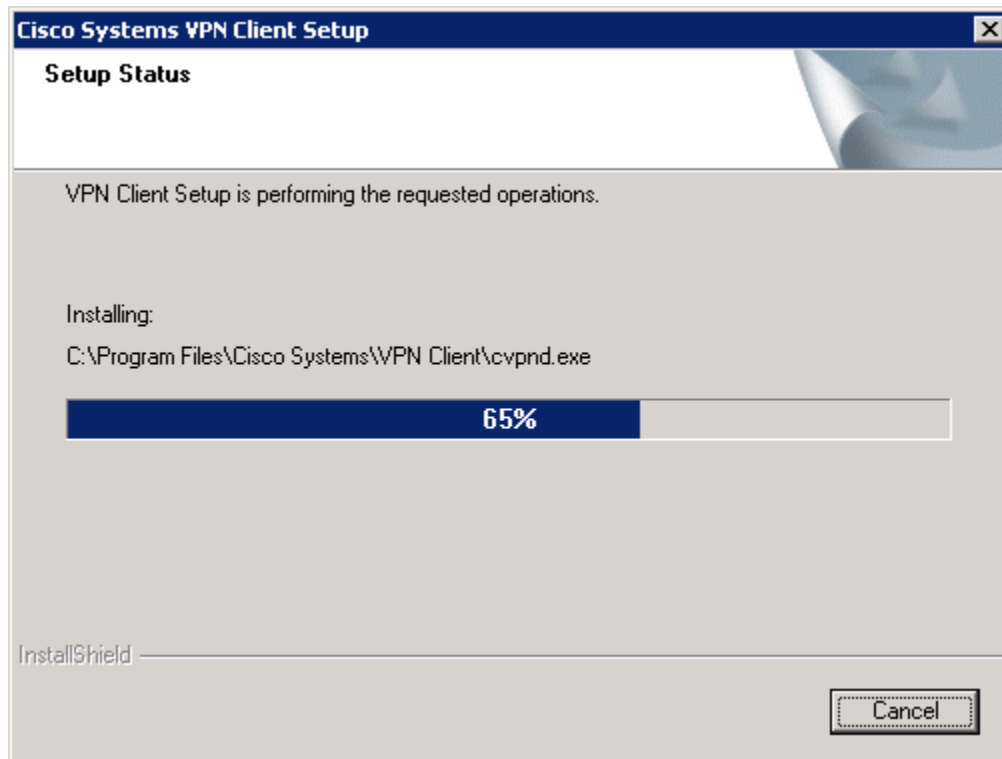 Cisco Systems VPN Client Setup
Setup Status
VPN Client Setup is performing the requested operations.
Installing:
C:\Program Files\Cisco Systems\VPN Client\cvpnd.exe
65%
InstallShield
Cancel